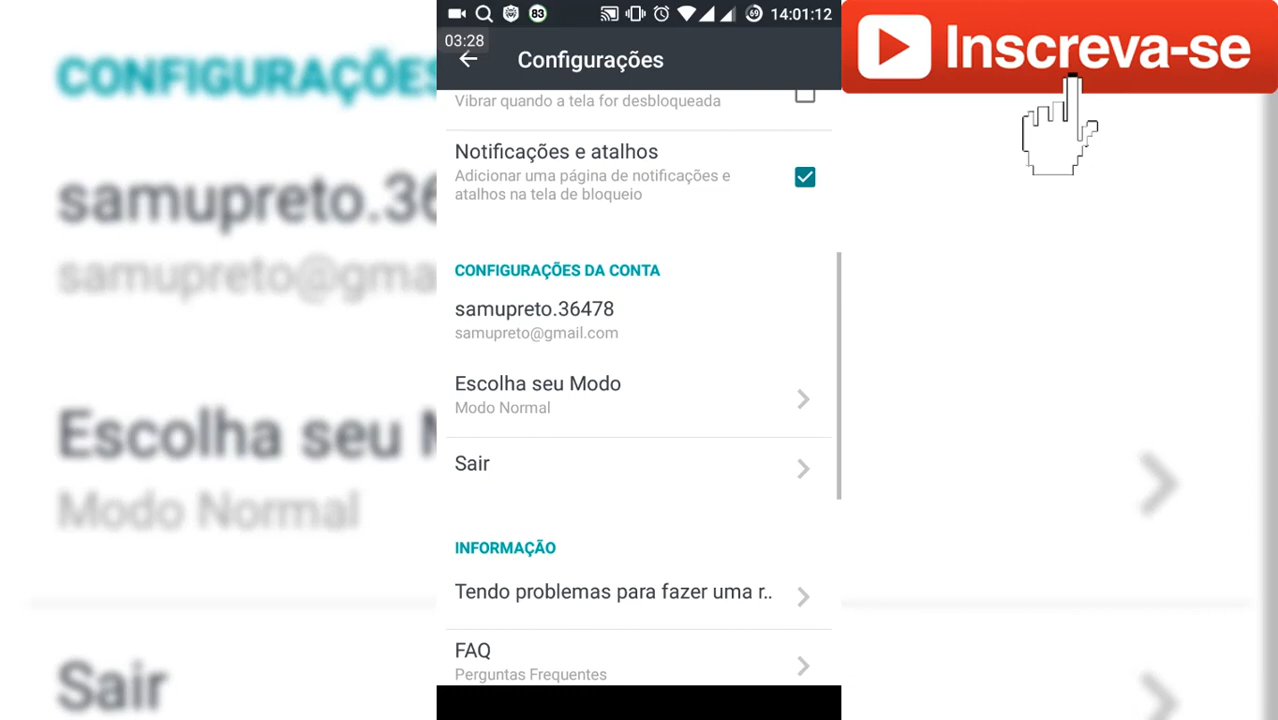 83
69
14:01:12
03:28
Configurações
Inscreva-se
Vibrar quando a tela for desbloqueada
Notificações e atalhos
Adicionar uma página de notificações e
atalhos na tela de bloqueio
CONFIGURAÇÕES DA CONTA
samupreto.36478
samupreto@gmail.com
Escolha seu Modo
Modo Normal
Sair
INFORMAÇÃO
Tendo problemas para fazer uma r..
FAQ
Perguntas Frequentes
CONFIGURAÇÕES
samupreto.36
samupreto@gma
Escolha seu M
Modo Normal
Sair